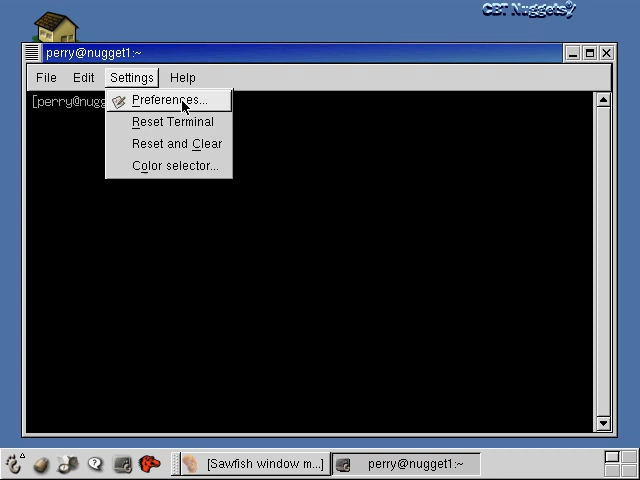 CBT Nuggets
perry@nugget1:~
File Edit Settings Help
[perry@nugg
Preferences...
Reset Terminal
Reset and Clear
Color selector...
[Sawfish window m...] perry@nugget1:~